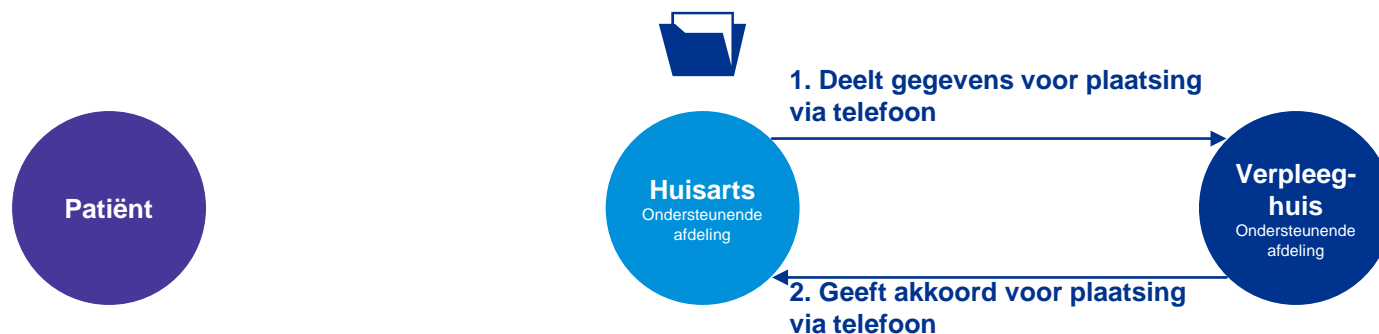 1. Deelt gegevens voor plaatsing
via telefoon
Patiënt
Huisarts
Ondersteunende
afdeling
Verpleeg-
huis
Ondersteunende
afdeling
2. Geeft akkoord voor plaatsing
via telefoon